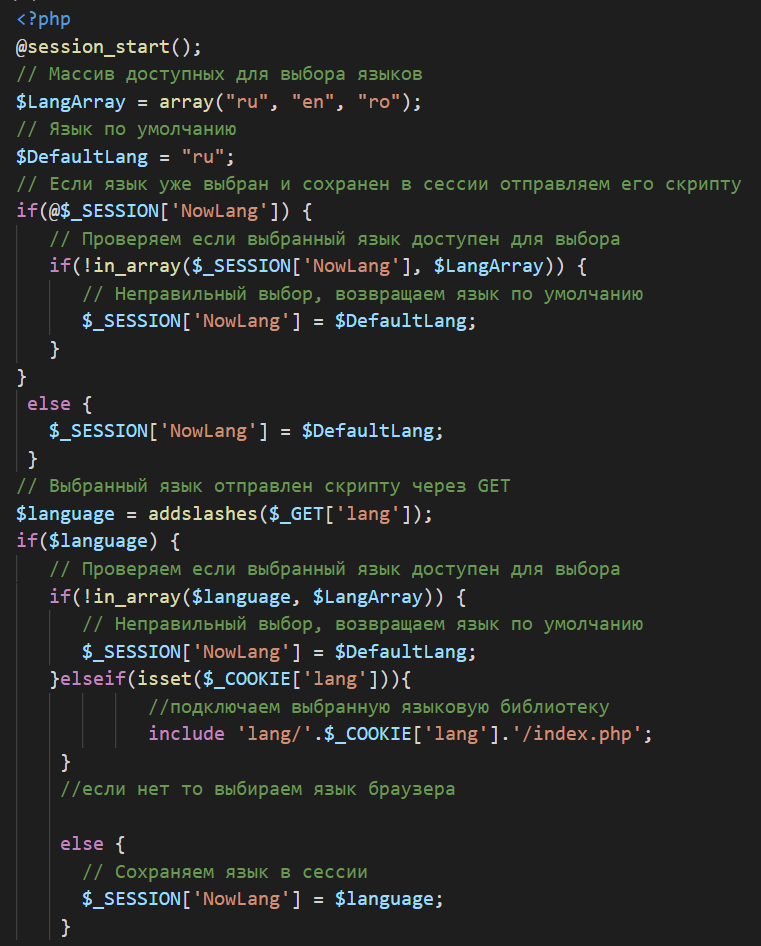 <?php
@session_start();
// Массив доступных для выбора языков
$LangArray = array("ru", "en", "ro");
// Язык по умолчанию
$DefaultLang = "ru";
// Если язык уже выбран и сохранен в сессии отправляем его скрипту
if(@$_SESSION['NowLang']) {
   // Проверяем если выбранный язык доступен для выбора
   if(!in_array($_SESSION['NowLang'], $LangArray)) {
      // Неправильный выбор, возвращаем язык по умолчанию
      $_SESSION['NowLang'] = $DefaultLang;
   }
}
 else {
   $_SESSION['NowLang'] = $DefaultLang;
 }
// Выбранный язык отправлен скрипту через GET
$language = addslashes($_GET['lang']);
if($language) {
   // Проверяем если выбранный язык доступен для выбора
   if(!in_array($language, $LangArray)) {
      // Неправильный выбор, возвращаем язык по умолчанию
      $_SESSION['NowLang'] = $DefaultLang;
   }elseif(isset($_COOKIE['lang'])){
            //подключаем выбранную языковую библиотеку
            include 'lang/'.$_COOKIE['lang'].'/index.php';
    }
    //если нет то выбираем язык браузера
    else {
      // Сохраняем язык в сессии
      $_SESSION['NowLang'] = $language;
    }